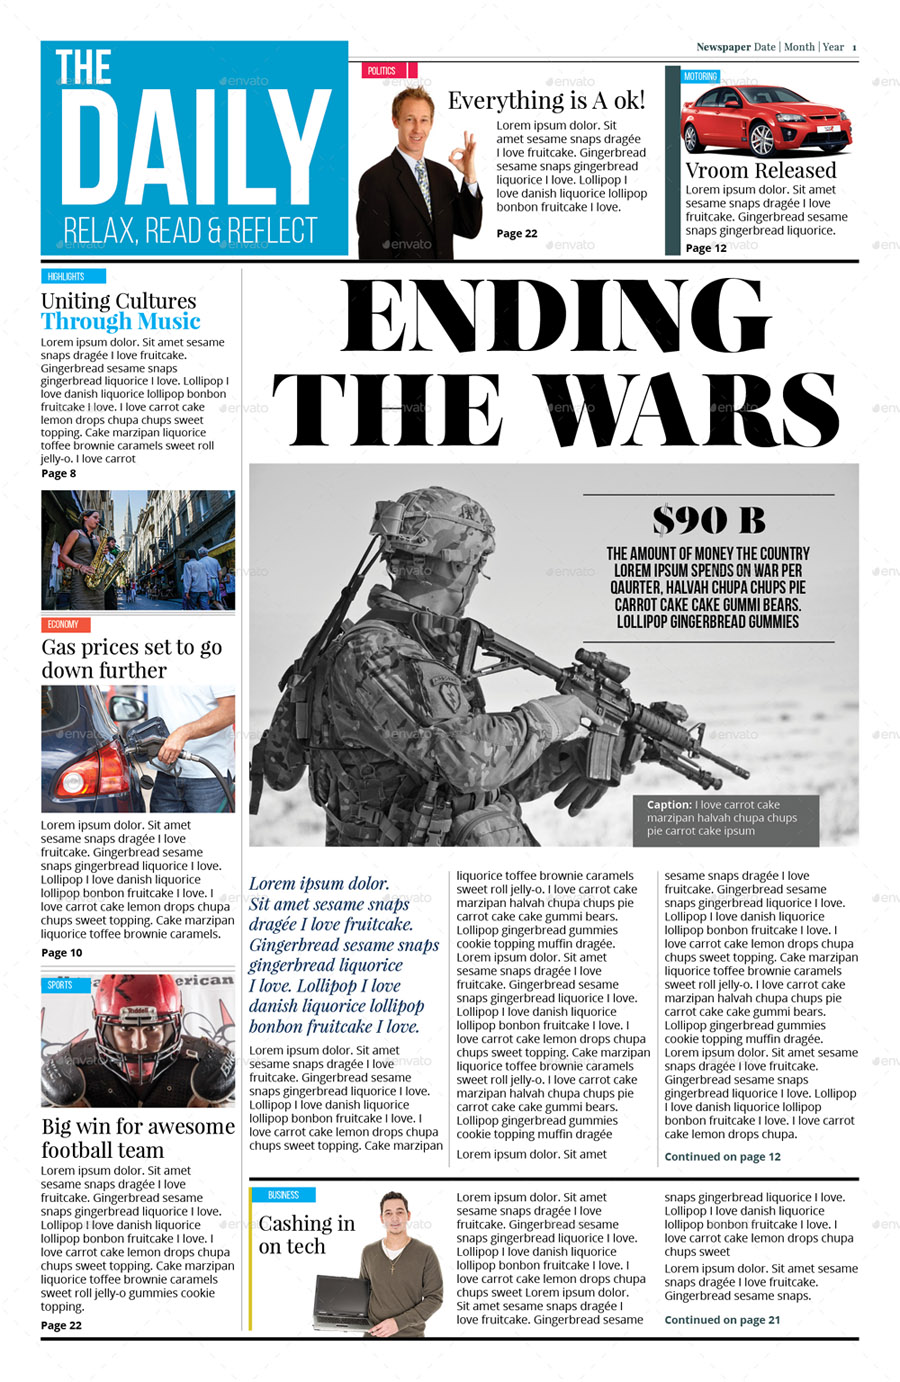 THE
DAILY
RELAX, READ & REFLECT
Newspaper Date | Month | Year 1
POLITICS
Everything is A ok!
Lorem ipsum dolor. Sit
amet sesame snaps dragée
I love fruitcake. Gingerbread
sesame snaps gingerbread
liquorice I love. Lollipop I
love danish liquorice lollipop
bonbon fruitcake I love.
Page 22
MOTORING
Vroom Released
Lorem ipsum dolor. Sit amet
sesame snaps dragée I love
fruitcake. Gingerbread sesame
snaps gingerbread liquorice.
Page 12
HIGHLIGHTS
Uniting Cultures
Through Music
Lorem ipsum dolor. Sit amet sesame
snaps dragée I love fruitcake.
Gingerbread sesame snaps
gingerbread liquorice I love. Lollipop I
love danish liquorice lollipop bonbon
fruitcake I love. I love carrot cake
lemon drops chupa chups sweet
topping. Cake marzipan liquorice
toffee brownie caramels sweet roll
jelly-o. I love carrot
Page 8
ECONOMY
Gas prices set to go
down further
Lorem ipsum dolor. Sit amet
sesame snaps dragée I love
fruitcake. Gingerbread sesame
snaps gingerbread liquorice I love.
Lollipop I love danish liquorice
lollipop bonbon fruitcake I love. I
love carrot cake lemon drops chupa
chups sweet topping. Cake marzipan
liquorice toffee brownie caramels.
Page 10
SPORTS
erican
Riddell
Big win for awesome
football team
Lorem ipsum dolor. Sit amet
sesame snaps dragée I love
fruitcake. Gingerbread sesame
snaps gingerbread liquorice I love.
Lollipop I love danish liquorice
lollipop bonbon fruitcake I love. I
love carrot cake lemon drops chupa
chups sweet topping. Cake marzipan
liquorice toffee brownie caramels
sweet roll jelly-o gummies cookie
topping.
Page 22
ENDING
THE WARS
$90 B
THE AMOUNT OF MONEY THE COUNTRY
LOREM IPSUM SPENDS ON WAR PER
QAURTER, HALVAH CHUPA CHUPS PIE
CARROT CAKE CAKE GUMMI BEARS.
LOLLIPOP GINGERBREAD GUMMIES
Caption: I love carrot cake
marzipan halvah chupa chups
pie carrot cake ipsum
Lorem ipsum dolor.
Sit amet sesame snaps
dragée I love fruitcake.
Gingerbread sesame snaps
gingerbread liquorice
I love. Lollipop I love
danish liquorice lollipop
bonbon fruitcake I love.
Lorem ipsum dolor. Sit amet
sesame snaps dragée I love
fruitcake. Gingerbread sesame
snaps gingerbread liquorice I love.
Lollipop I love danish liquorice
lollipop bonbon fruitcake I love. I
love carrot cake lemon drops chupa
chups sweet topping. Cake marzipan
liquorice toffee brownie caramels
sweet roll jelly-o. I love carrot cake
marzipan halvah chupa chups pie
carrot cake cake gummi bears.
Lollipop gingerbread gummies
cookie topping muffin dragée.
Lorem ipsum dolor. Sit amet
sesame snaps dragée I love
fruitcake. Gingerbread sesame
snaps gingerbread liquorice I love.
Lollipop I love danish liquorice
lollipop bonbon fruitcake I love. I
love carrot cake lemon drops chupa
chups sweet topping. Cake marzipan
liquorice toffee brownie caramels
sweet roll jelly-o. I love carrot cake
marzipan halvah chupa chups pie
carrot cake cake gummi bears.
Lollipop gingerbread gummies
cookie topping muffin dragée
Lorem ipsum dolor. Sit amet
sesame snaps dragée I love
fruitcake. Gingerbread sesame
snaps gingerbread liquorice I love.
Lollipop I love danish liquorice
lollipop bonbon fruitcake I love. I
love carrot cake lemon drops chupa
chups sweet topping. Cake marzipan
liquorice toffee brownie caramels
sweet roll jelly-o. I love carrot cake
marzipan halvah chupa chups pie
carrot cake cake gummi bears.
Lollipop gingerbread gummies
cookie topping muffin dragée.
Lorem ipsum dolor. Sit amet sesame
snaps dragée I love fruitcake.
Gingerbread sesame snaps
gingerbread liquorice I love. Lollipop
I love danish liquorice lollipop
bonbon fruitcake I love. I love carrot
cake lemon drops chupa.
Continued on page 12
BUSINESS
Cashing in
on tech
Lorem ipsum dolor. Sit amet
sesame snaps dragée I love
fruitcake. Gingerbread sesame
snaps gingerbread liquorice I love.
Lollipop I love danish liquorice
lollipop bonbon fruitcake I love. I
love carrot cake lemon drops chupa
chups sweet Lorem ipsum dolor.
Sit amet sesame snaps dragée I
love fruitcake. Gingerbread sesame
snaps gingerbread liquorice I love.
Lollipop I love danish liquorice
lollipop bonbon fruitcake I love. I
love carrot cake lemon drops chupa
chups sweet
Lorem ipsum dolor. Sit amet sesame
snaps dragée I love fruitcake.
Gingerbread sesame snaps.
Continued on page 21
envato